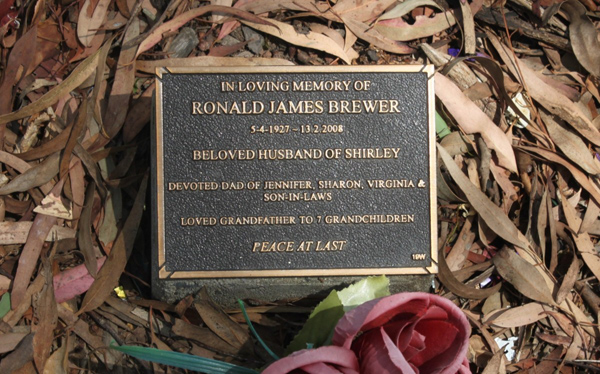 IN LOVING MEMORY OF
RONALD JAMES BREWER
5-4-1927 - 13.2.2008
BELOVED HUSBAND OF SHIRLEY
DEVOTED DAD OF JENNIFER, SHARON, VIRGINIA &
SON-IN-LAWS
LOVED GRANDFATHER TO 7 GRANDCHILDREN
PEACE AT LAST
19W